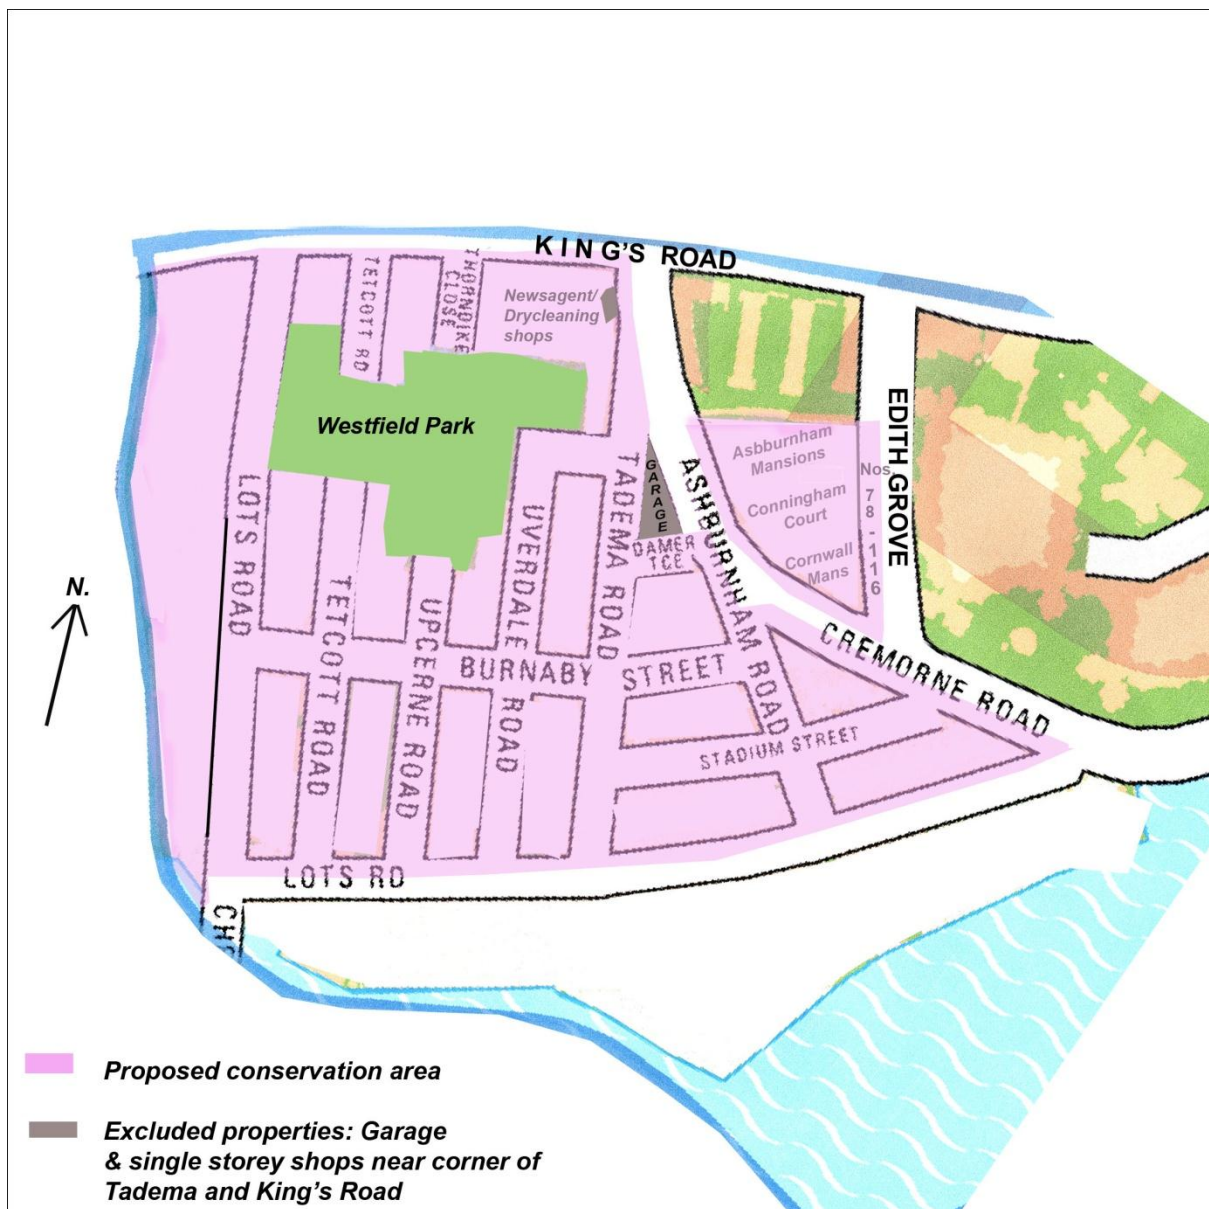 KING'S ROAD
TETCOTT RD
THORNDIKE
CLOSE
Newsagent/
Drycleaning
shops
Westfield Park
EDITH GROVE
Asbburnham
Mansions
Nos.
78-116
Conningham
Court
Cornwall
Mans
GARAGE
DAMER
TCE
LOTS ROAD
TETCOTT ROAD
UPCERNE ROAD
UVERDALE ROAD
TADEMA ROAD
ASHBURNHAM ROAD
CREMORNE ROAD
BURNABY STREET
STADIUM STREET
LOTS RD
N.
Proposed conservation area
Excluded properties: Garage
& single storey shops near corner of
Tadema and King's Road